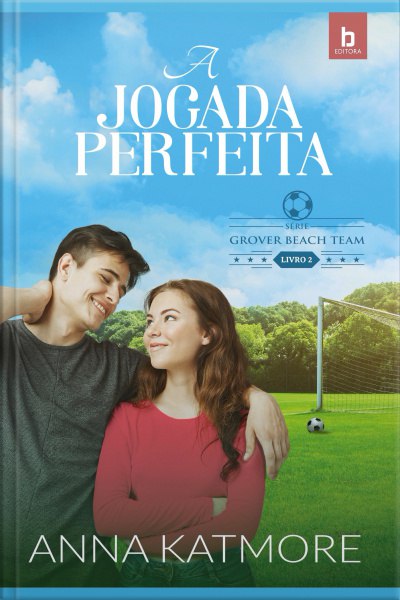 b
EDITORA
A
JOGADA
PERFEITA
SÉRIE
GROVER BEACH TEAM
LIVRO 2
ANNA KATMORE